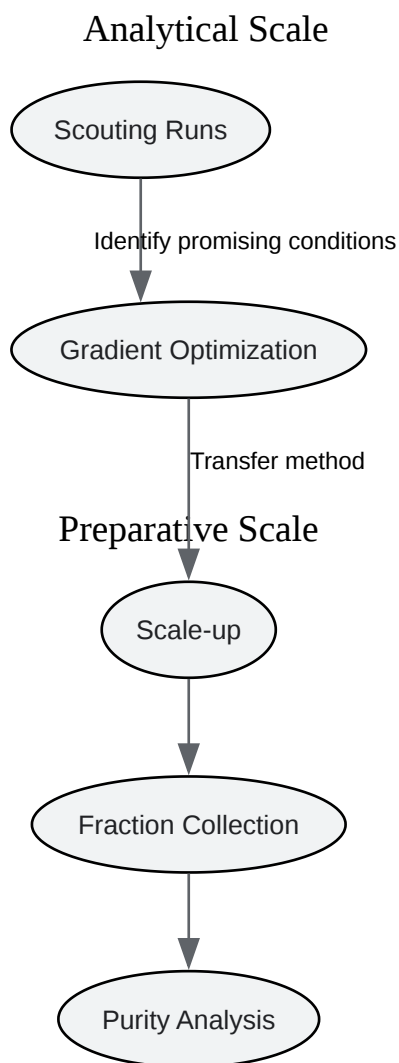 Analytical Scale
Scouting Runs
Identify promising conditions
Gradient Optimization
Transfer method
Preparative Scale
Scale-up
Fraction Collection
Purity Analysis